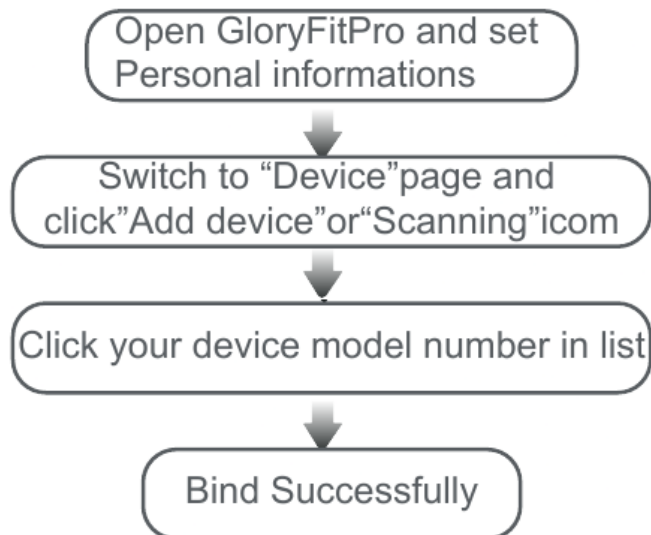 Open GloryFitPro and set
Personal informations
Switch to “Device”page and
click”Add device”or“Scanning”icom
Click your device model number in list
Bind Successfully